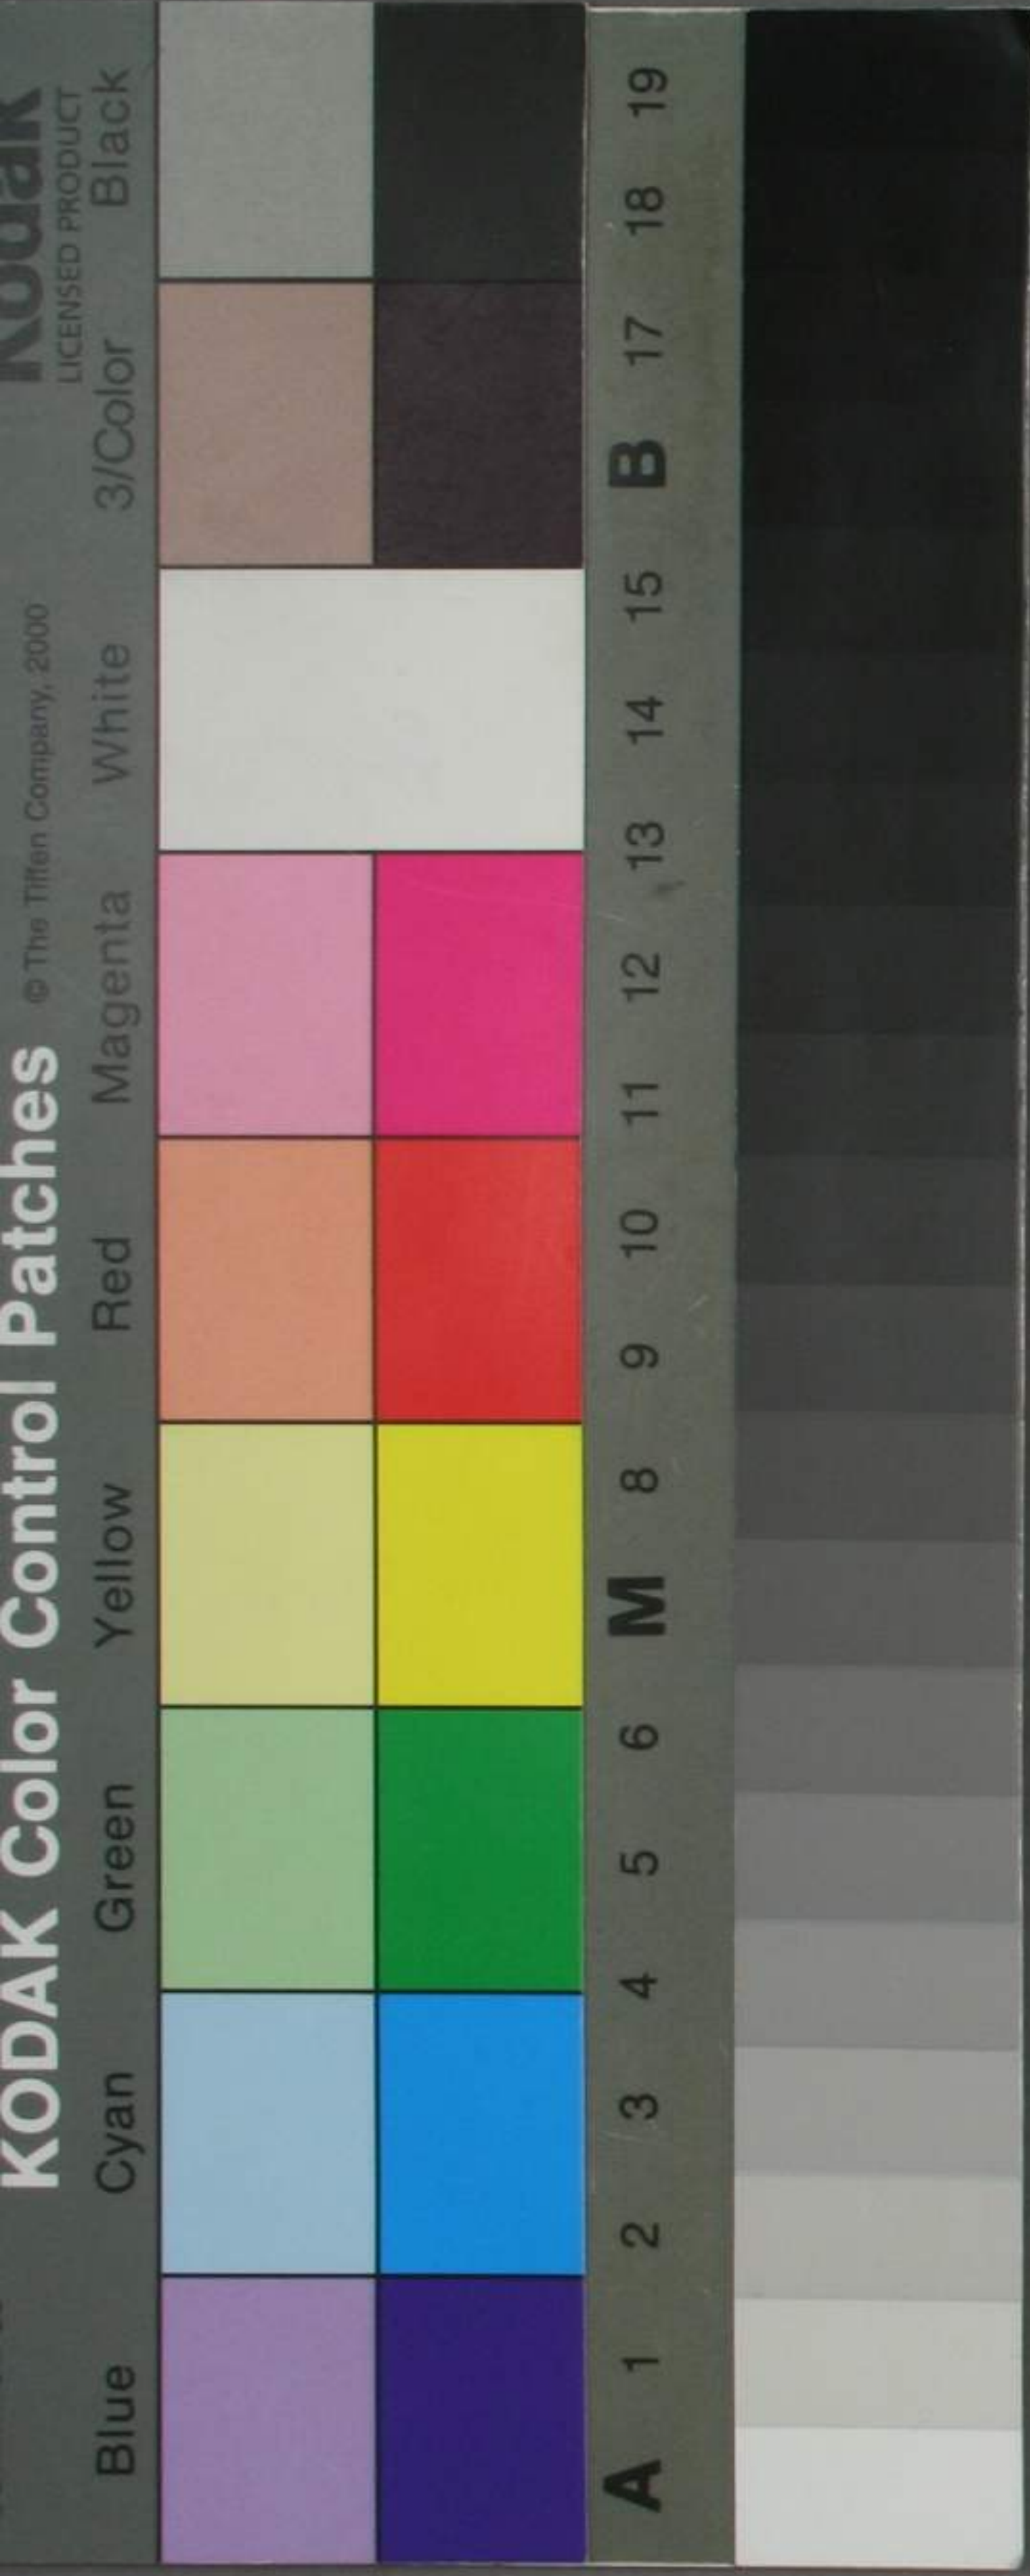 KODAK Color Control Patches © The Tiffen Company, 2000 Kodak
LICENSED PRODUCT
Blue Cyan Green Yellow Red Magenta White 3/Color Black
A 1 2 3 4 5 6 M 8 9 10 11 12 13 14 15 B 17 18 19